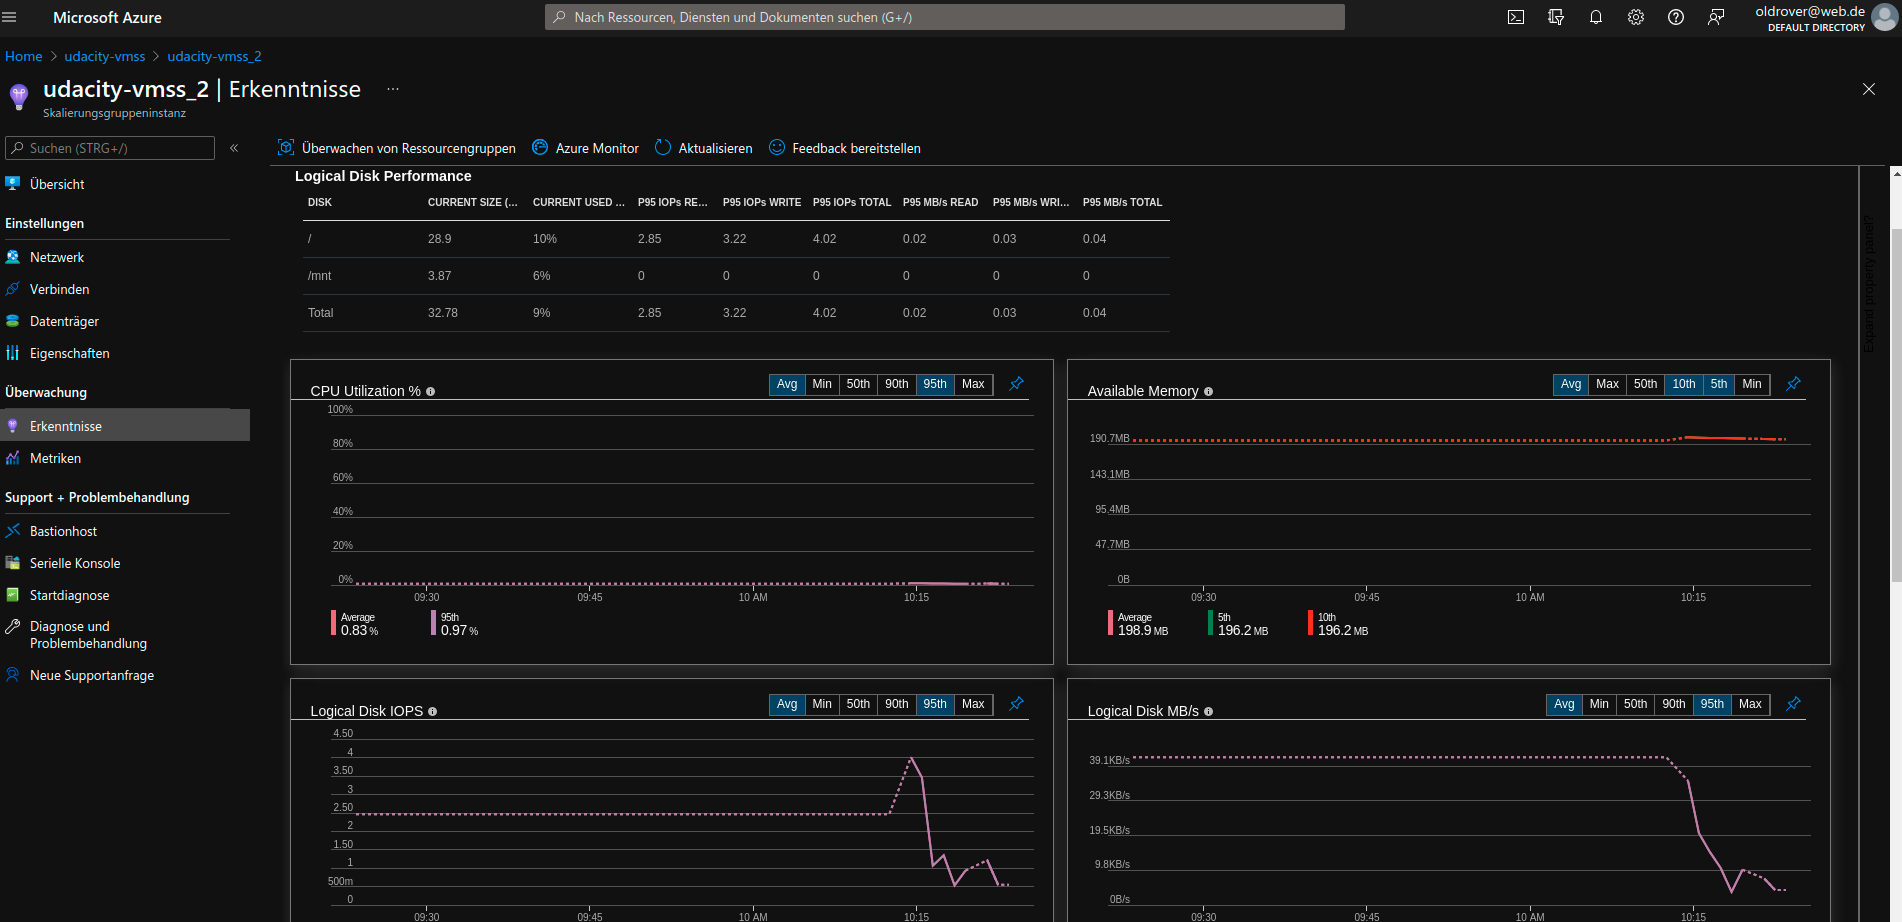 Microsoft Azure
Nach Ressourcen, Diensten und Dokumenten suchen (G+/)
oldrover@web.de
DEFAULT DIRECTORY
Home > udacity-vmss > udacity-vmss_2
udacity-vmss_2 | Erkenntnisse ...
Skalierungsgruppeninstanz
Suchen (STRG+/) «
Übersicht
Einstellungen
Netzwerk
Verbinden
Datenträger
Eigenschaften
Überwachung
Erkenntnisse
Metriken
Support + Problembehandlung
Bastionhost
Serielle Konsole
Startdiagnose
Diagnose und
Problembehandlung
Neue Supportanfrage
Überwachen von Ressourcengruppen Azure Monitor Aktualisieren Feedback bereitstellen
Logical Disk Performance
DISK CURRENT SIZE (... CURRENT USED ... P95 IOPs RE... P95 IOPs WRITE P95 IOPs TOTAL P95 MB/s READ P95 MB/s WRI... P95 MB/s TOTAL
/ 28.9 10% 2.85 3.22 4.02 0.02 0.03 0.04
/mnt 3.87 6% 0 0 0 0 0 0
Total 32.78 9% 2.85 3.22 4.02 0.02 0.03 0.04
Expand property panel?
CPU Utilization %
Avg Min 50th 90th 95th Max
100%
80%
60%
40%
20%
0%
09:30 09:45 10 AM 10:15
Average
0.83 %
95th
0.97 %
Available Memory
Avg Max 50th 10th 5th Min
190.7MB
143.1MB
95.4MB
47.7MB
0B
09:30 09:45 10 AM 10:15
Average
198.9 MB
5th
196.2 MB
10th
196.2 MB
Logical Disk IOPS
Avg Min 50th 90th 95th Max
4.50
4
3.50
3
2.50
2
1.50
1
500m
0
09:30 09:45 10 AM 10:15
Logical Disk MB/s
Avg Min 50th 90th 95th Max
39.1KB/s
29.3KB/s
19.5KB/s
9.8KB/s
0B/s
09:30 09:45 10 AM 10:15